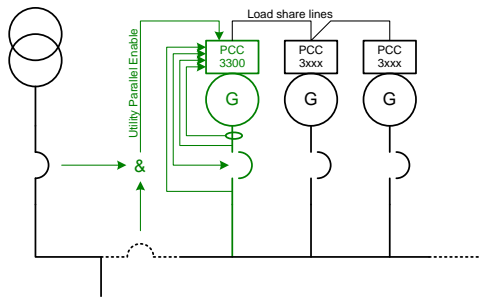 Load share lines
Utility Parallel Enable
PCC
3300
PCC
3xxx
PCC
3xxx
G
G
G
&